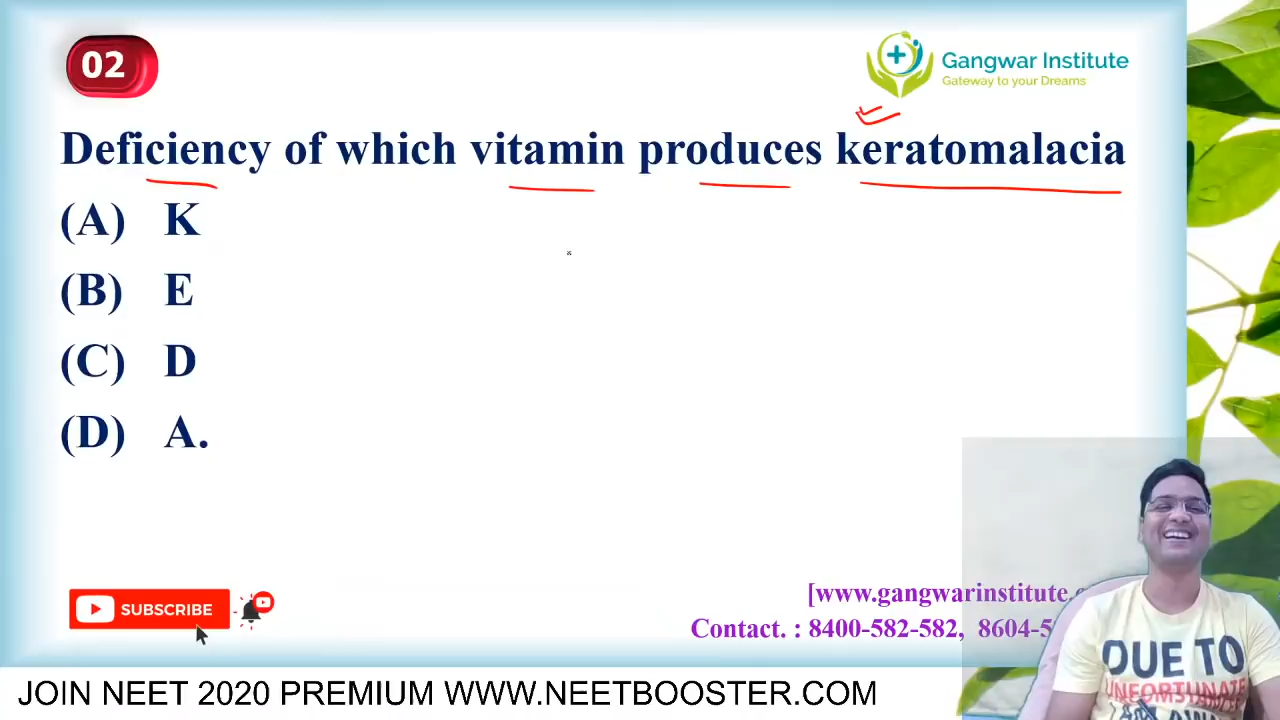 02
Gangwar Institute
Gateway to your Dreams
Deficiency of which vitamin produces keratomalacia
(A) K
(B) E
(C) D
(D) A.
SUBSCRIBE
[www.gangwarinstitute.
Contact. : 8400-582-582, 8604-5
DUE TO
UNFORTUNATE
JOIN NEET 2020 PREMIUM WWW.NEETBOOSTER.COM